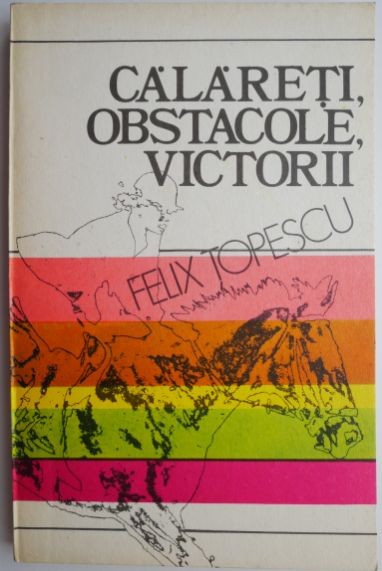 CĂLĂREȚI,
OBSTACOLE,
VICTORII
FELIX TOPESCU